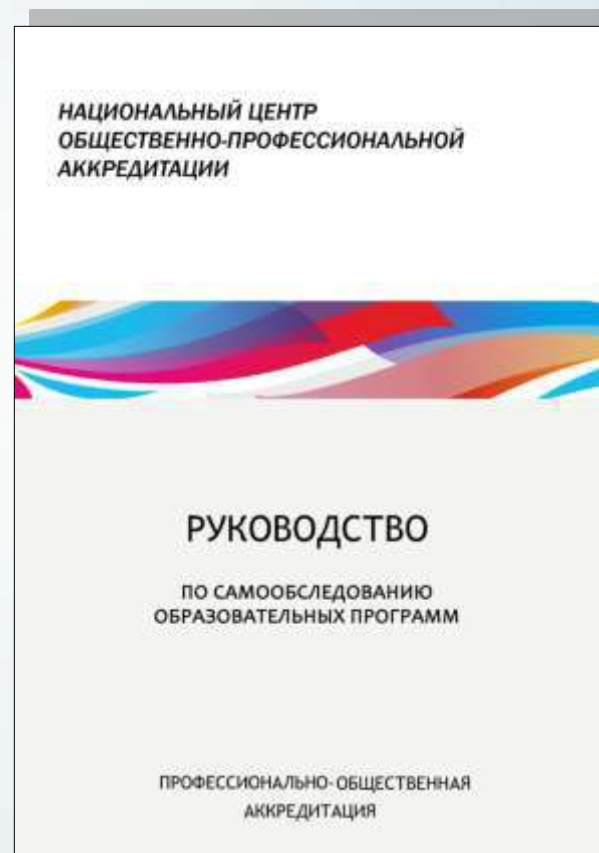 НАЦИОНАЛЬНЫЙ ЦЕНТР
ОБЩЕСТВЕННО-ПРОФЕССИОНАЛЬНОЙ
АККРЕДИТАЦИИ
РУКОВОДСТВО
ПО САМООБСЛЕДОВАНИЮ
ОБРАЗОВАТЕЛЬНЫХ ПРОГРАММ
ПРОФЕССИОНАЛЬНО-ОБЩЕСТВЕННАЯ
АККРЕДИТАЦИЯ